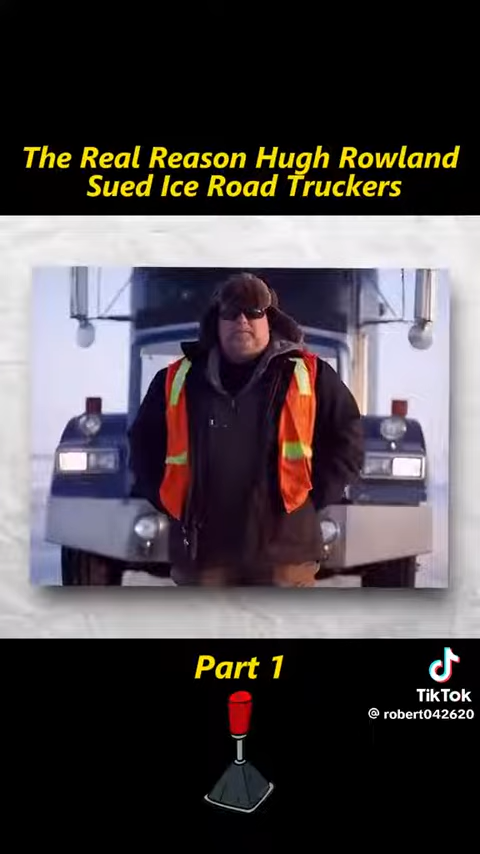 The Real Reason Hugh Rowland
Sued Ice Road Truckers
Part 1
TikTok
@ robert042620